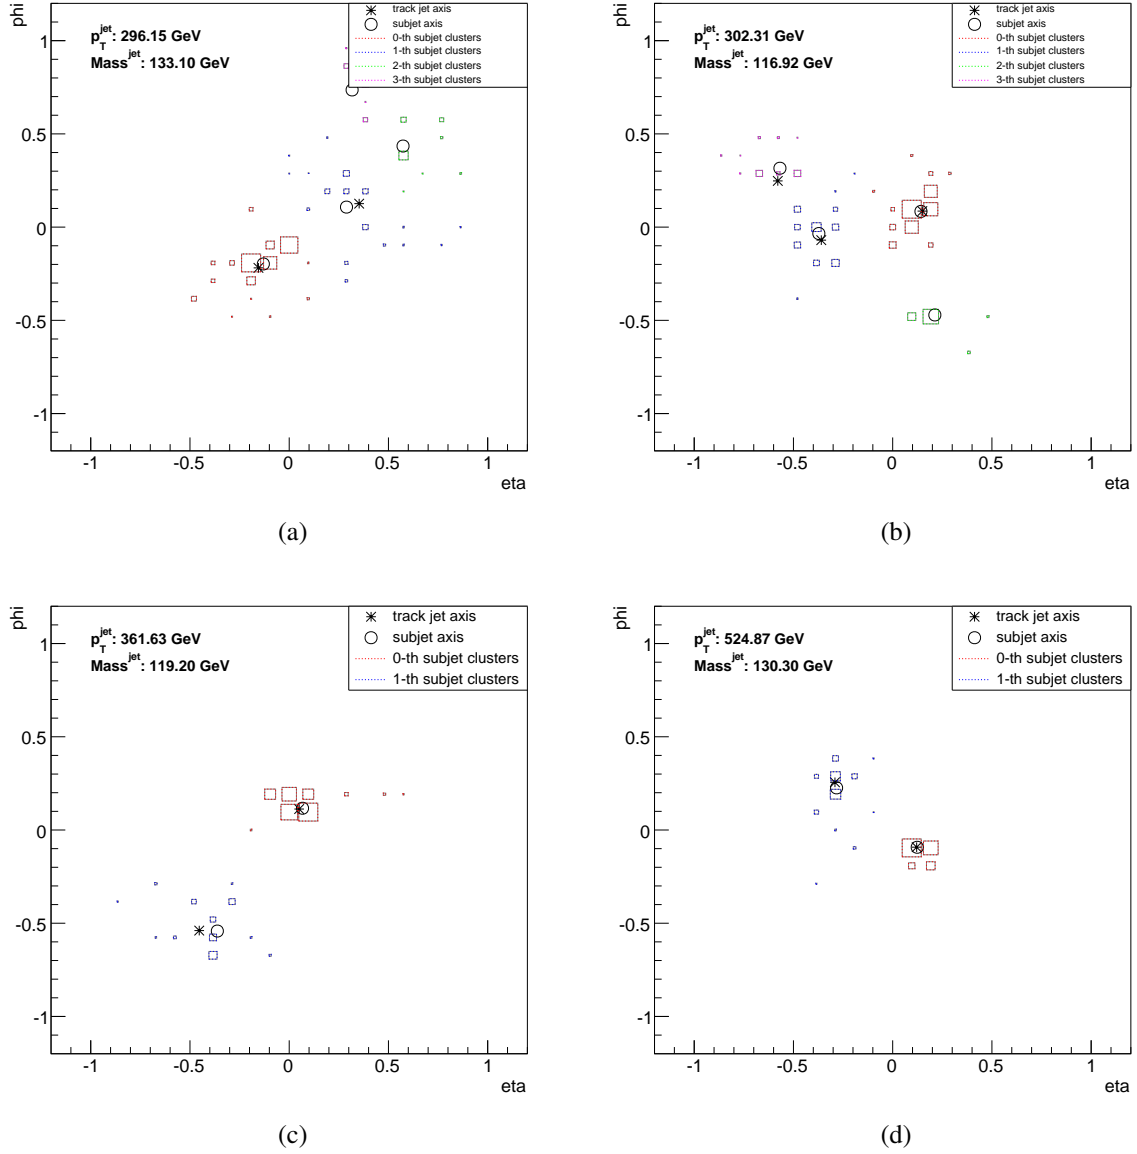 track jet axis
subjet axis
0-th subjet clusters
1-th subjet clusters
2-th subjet clusters
3-th subjet clusters
p_T^jet: 296.15 GeV
Mass^jet: 133.10 GeV
phi
1
0.5
0
-0.5
-1
-1 -0.5 0 0.5 1
eta
(a)
track jet axis
subjet axis
0-th subjet clusters
1-th subjet clusters
2-th subjet clusters
3-th subjet clusters
p_T^jet: 302.31 GeV
Mass^jet: 116.92 GeV
phi
1
0.5
0
-0.5
-1
-1 -0.5 0 0.5 1
eta
(b)
track jet axis
subjet axis
0-th subjet clusters
1-th subjet clusters
p_T^jet: 361.63 GeV
Mass^jet: 119.20 GeV
phi
1
0.5
0
-0.5
-1
-1 -0.5 0 0.5 1
eta
(c)
track jet axis
subjet axis
0-th subjet clusters
1-th subjet clusters
p_T^jet: 524.87 GeV
Mass^jet: 130.30 GeV
phi
1
0.5
0
-0.5
-1
-1 -0.5 0 0.5 1
eta
(d)